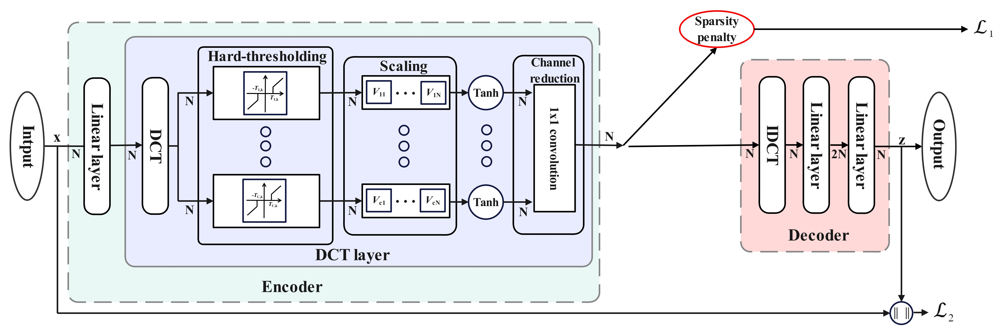 Intput
x
N
Linear layer
N
DCT
N
N
Hard-thresholding
-T1,k
T1,k
-TC,k
TC,k
N
N
Scaling
V11 • • • V1N
Vc1 • • • VcN
Tanh
Tanh
N
N
Channel
reduction
1x1 convolution
DCT layer
Encoder
N
Sparsity
penalty
ℒ1
N
IDCT
N
Linear layer
2N
Linear layer
N
Decoder
z
Output
|| ||
ℒ2